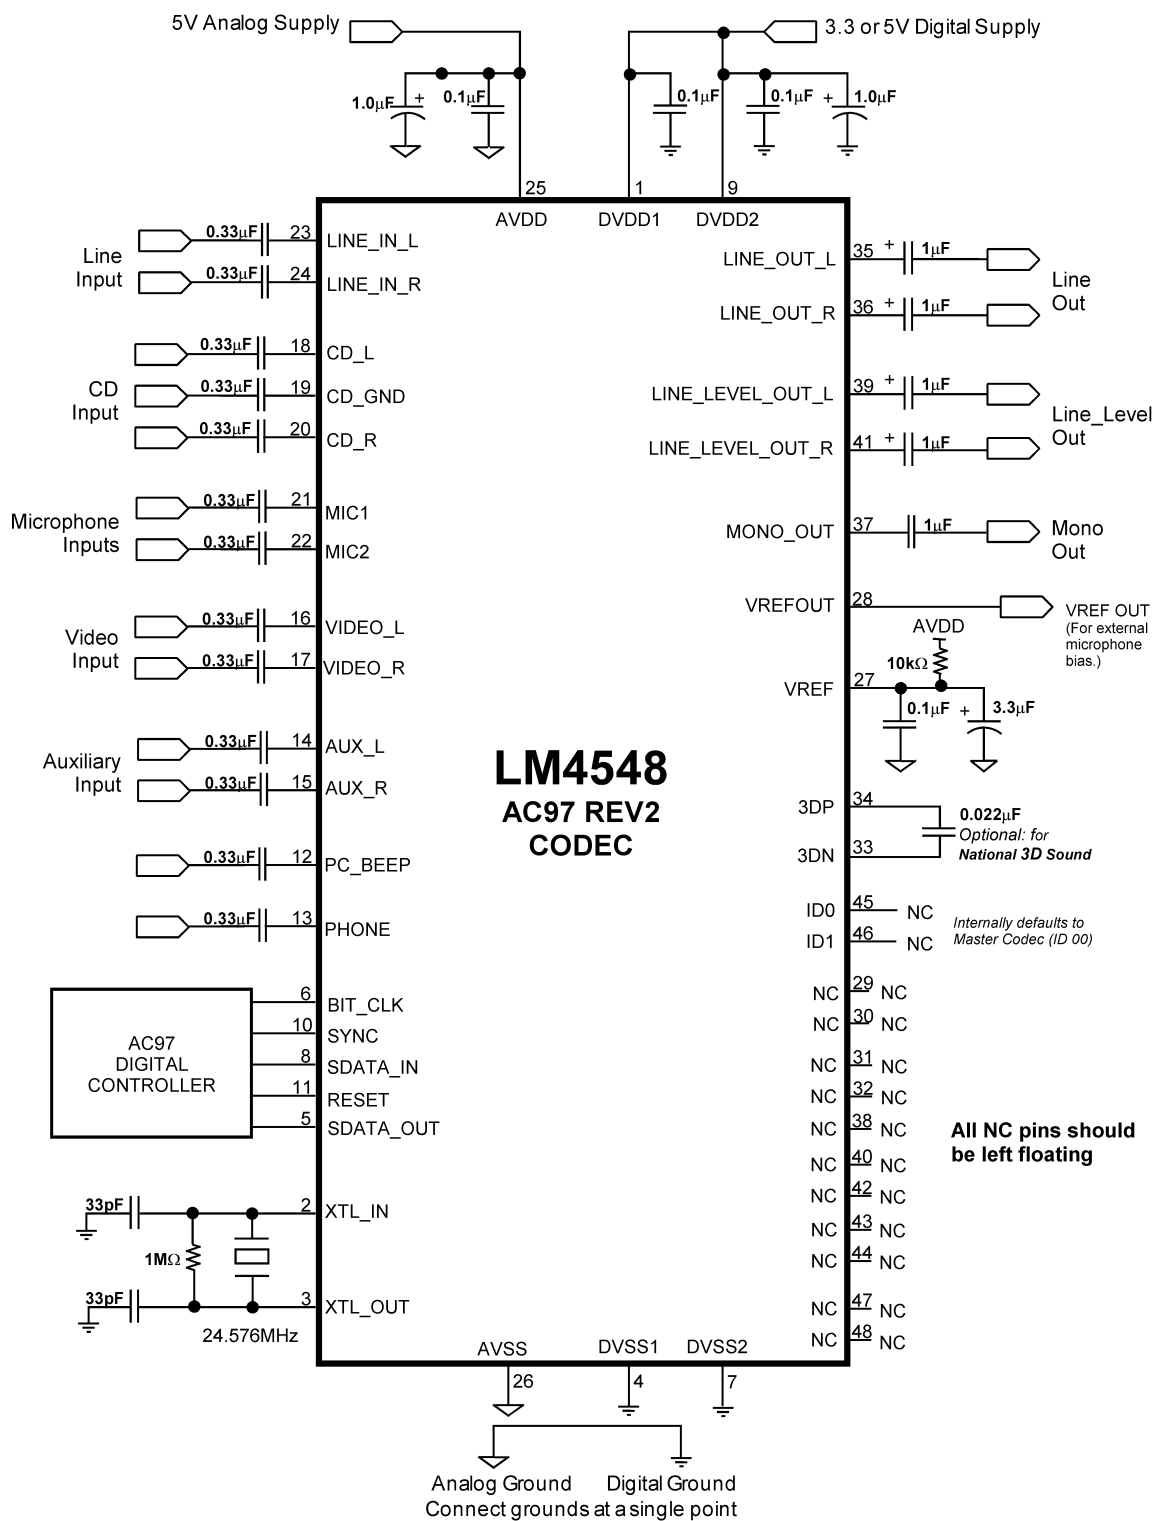 5V Analog Supply
3.3 or 5V Digital Supply
1.0µF
+
0.1µF
0.1µF
0.1µF
+
1.0µF
25
1
9
AVDD
DVDD1
DVDD2
Line
Input
0.33µF
23
LINE_IN_L
0.33µF
24
LINE_IN_R
CD
Input
0.33µF
18
CD_L
0.33µF
19
CD_GND
0.33µF
20
CD_R
Microphone
Inputs
0.33µF
21
MIC1
0.33µF
22
MIC2
Video
Input
0.33µF
16
VIDEO_L
0.33µF
17
VIDEO_R
Auxiliary
Input
0.33µF
14
AUX_L
0.33µF
15
AUX_R
0.33µF
12
PC_BEEP
0.33µF
13
PHONE
AC97
DIGITAL
CONTROLLER
6
BIT_CLK
10
SYNC
8
SDATA_IN
11
RESET
5
SDATA_OUT
33pF
2
XTL_IN
1MΩ
33pF
3
XTL_OUT
24.576MHz
LM4548
AC97 REV2
CODEC
LINE_OUT_L
35
+
1µF
LINE_OUT_R
36
+
1µF
Line
Out
LINE_LEVEL_OUT_L
39
+
1µF
LINE_LEVEL_OUT_R
41
+
1µF
Line_Level
Out
MONO_OUT
37
1µF
Mono
Out
VREFOUT
28
VREF OUT
(For external
microphone
bias.)
AVDD
10kΩ
VREF
27
0.1µF
+
3.3µF
3DP
34
0.022µF
Optional: for
National 3D Sound
3DN
33
ID0
45
NC
ID1
46
NC
Internally defaults to
Master Codec (ID 00)
NC
29
NC
NC
30
NC
NC
31
NC
NC
32
NC
NC
38
NC
NC
40
NC
NC
42
NC
NC
43
NC
NC
44
NC
NC
47
NC
NC
48
NC
All NC pins should
be left floating
AVSS
DVSS1
DVSS2
26
4
7
Analog Ground
Digital Ground
Connect grounds at a single point